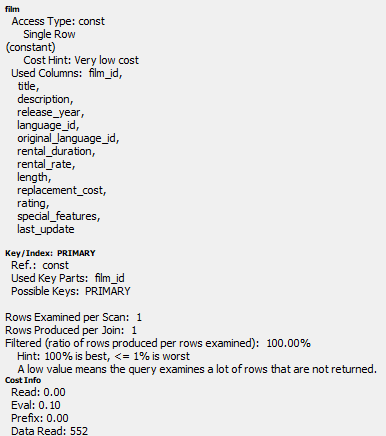 film
Access Type: const
Single Row
(constant)
Cost Hint: Very low cost
Used Columns: film_id,
title,
description,
release_year,
language_id,
original_language_id,
rental_duration,
rental_rate,
length,
replacement_cost,
rating,
special_features,
last_update
Key/Index: PRIMARY
Ref.: const
Used Key Parts: film_id
Possible Keys: PRIMARY
Rows Examined per Scan: 1
Rows Produced per Join: 1
Filtered (ratio of rows produced per rows examined): 100.00%
Hint: 100% is best, <= 1% is worst
A low value means the query examines a lot of rows that are not returned.
Cost Info
Read: 0.00
Eval: 0.10
Prefix: 0.00
Data Read: 552